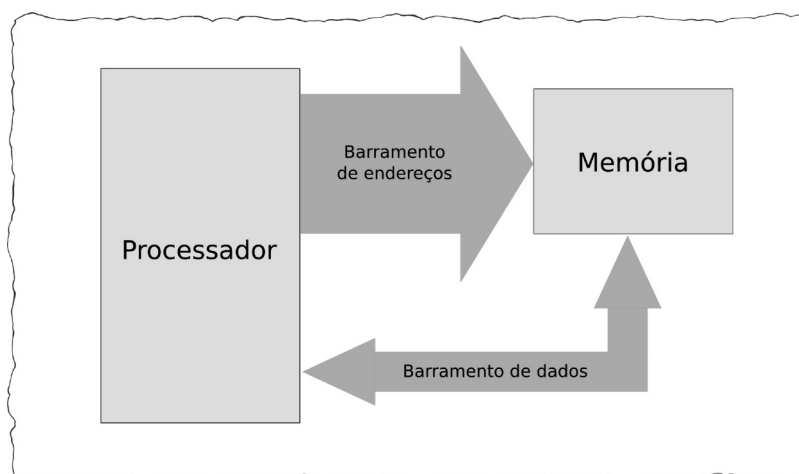 Barramento
de endereços
Memória
Processador
Barramento de dados